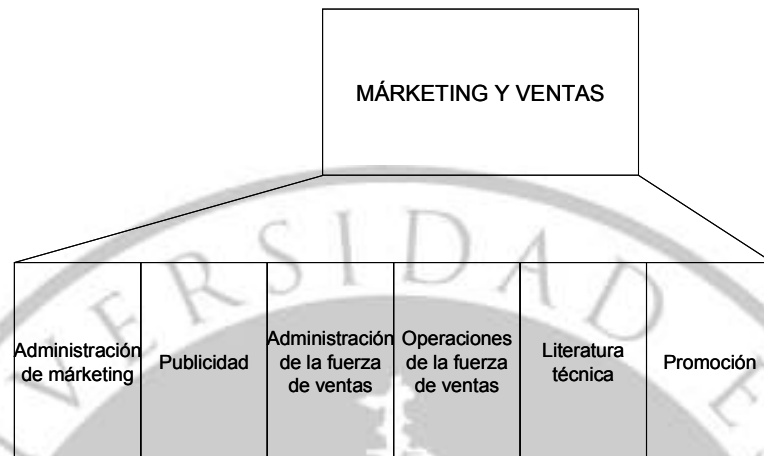 MÁRKETING Y VENTAS
Administración
de márketing
Publicidad
Administración
de la fuerza
de ventas
Operaciones
de la fuerza
de ventas
Literatura
técnica
Promoción